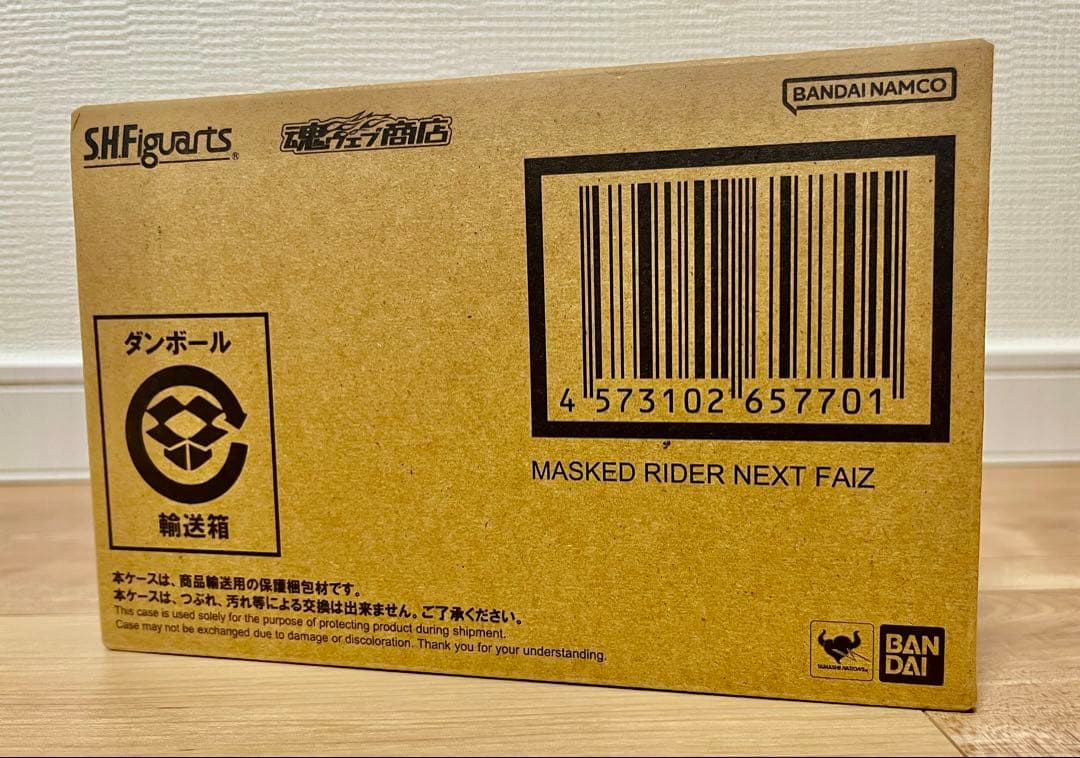 S.H.Figuarts®
魂ウェブ商店
BANDAI NAMCO
4 573102 657701
MASKED RIDER NEXT FAIZ
ダンボール
輸送箱
本ケースは、商品輸送用の保護梱包材です。
本ケースは、つぶれ、汚れ等による交換は出来ません。ご了承ください。
This case is used solely for the purpose of protecting product during shipment.
Case may not be exchanged due to damage or discoloration. Thank you for your understanding.
TAMASHII NATIONS
BAN
DAI